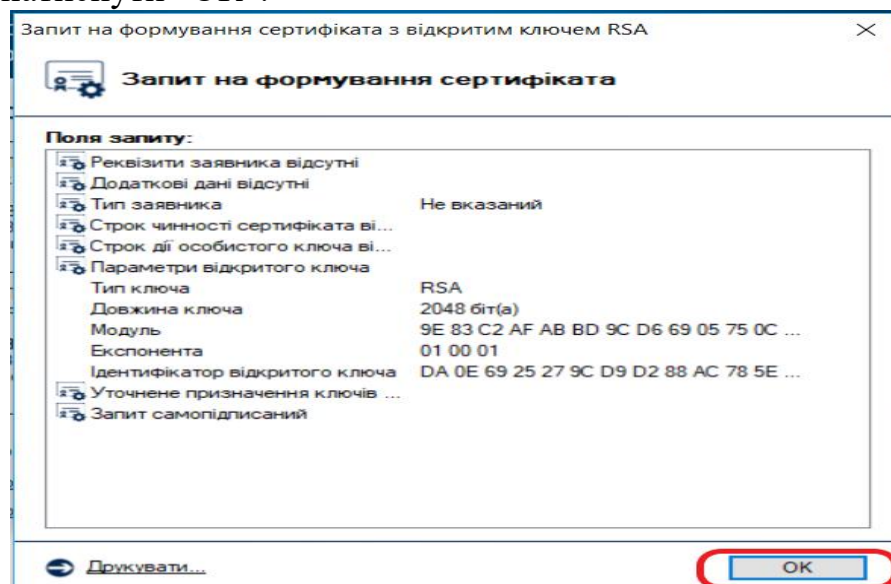 Запит на формування сертифіката з відкритим ключем RSA
Запит на формування сертифіката
Поля запиту:
Реквізити заявника відсутні
Додаткові дані відсутні
Тип заявника Не вказаний
Строк чинності сертифіката ві...
Строк дії особистого ключа ві...
Параметри відкритого ключа
Тип ключа RSA
Довжина ключа 2048 біт(а)
Модуль 9E 83 C2 AF AB BD 9C D6 69 05 75 0C ...
Експонента 01 00 01
Ідентифікатор відкритого ключа DA 0E 69 25 27 9C D9 D2 88 AC 78 5E ...
Уточнене призначення ключів ...
Запит самопідписаний
Друкувати... OK